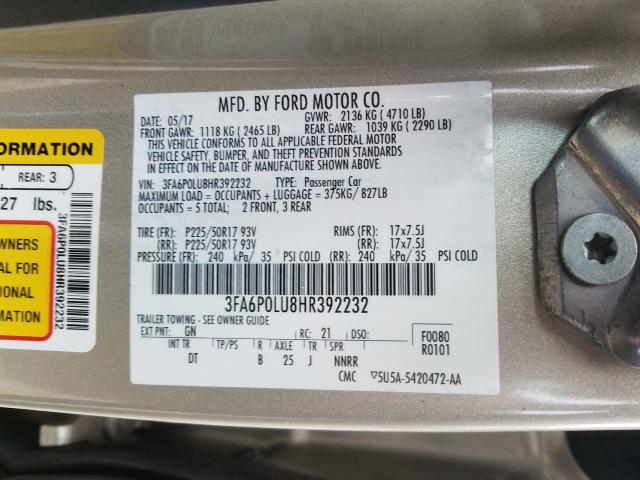 MFD. BY FORD MOTOR CO.
DATE: 05/17 GVWR: 2136 KG ( 4710 LB)
FRONT GAWR: 1118 KG ( 2465 LB) REAR GAWR: 1039 KG ( 2290 LB)
THIS VEHICLE CONFORMS TO ALL APPLICABLE FEDERAL MOTOR
VEHICLE SAFETY, BUMPER, AND THEFT PREVENTION STANDARDS
IN EFFECT ON THE DATE OF MANUFACTURE SHOWN ABOVE.
VIN: 3FA6P0LU8HR392232 TYPE: Passenger Car
MAXIMUM LOAD = OCCUPANTS + LUGGAGE = 375KG/ 827LB
OCCUPANTS = 5 TOTAL; 2 FRONT, 3 REAR
TIRE (FR): P225/50R17 93V RIMS (FR): 17x7.5J
(RR): P225/50R17 93V (RR): 17x7.5J
PRESSURE (FR): 240 kPa/ 35 PSI COLD (RR): 240 kPa/ 35 PSI COLD
3FA6P0LU8HR392232
TRAILER TOWING - SEE OWNER GUIDE
EXT PNT: GN RC: 21 DSO: F0080
R0101
INT TR TP/PS R AXLE TR SPR
DT B 25 J NNRR
CMC ▽5U5A-5420472-AA
ORMATION
REAR: 3
27 lbs.
3FA6P0LU8HR392232
OWNERS
AL FOR
TIONAL
MATION